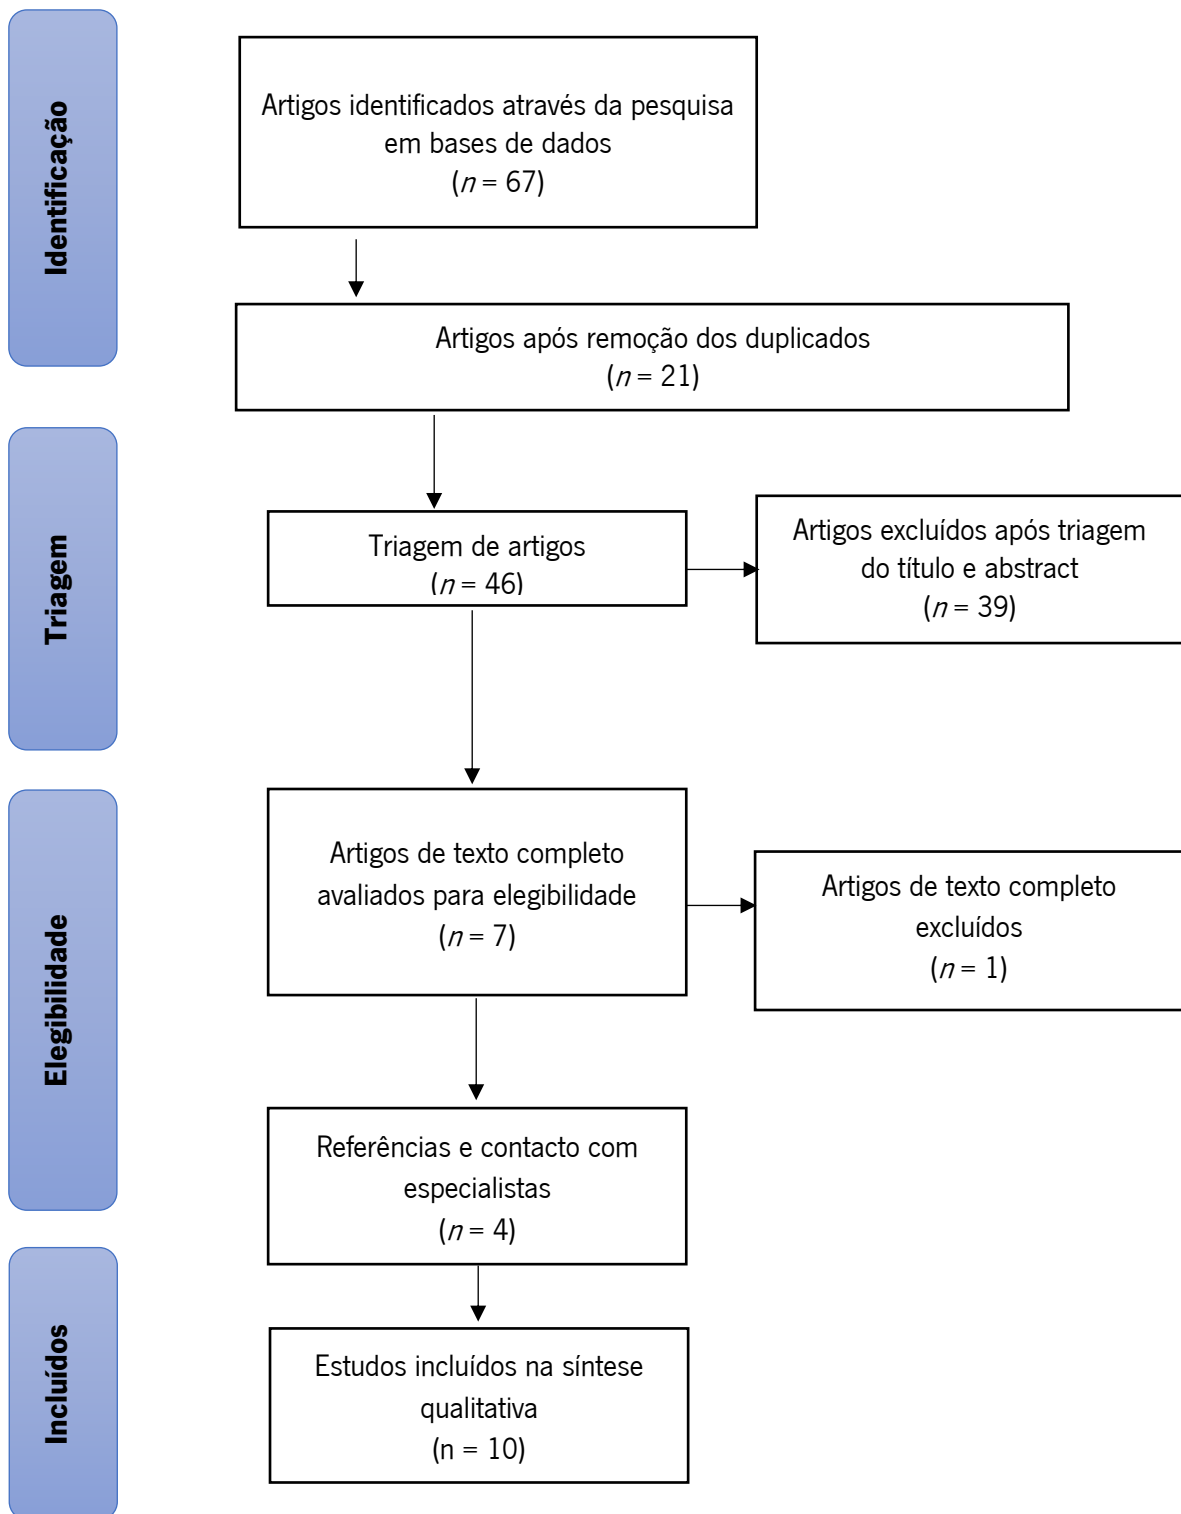 Identificação
Artigos identificados através da pesquisa
em bases de dados
(n = 67)
Artigos após remoção dos duplicados
(n = 21)
Triagem
Triagem de artigos
(n = 46)
Artigos excluídos após triagem
do título e abstract
(n = 39)
Elegibilidade
Artigos de texto completo
avaliados para elegibilidade
(n = 7)
Artigos de texto completo
excluídos
(n = 1)
Referências e contacto com
especialistas
(n = 4)
Incluídos
Estudos incluídos na síntese
qualitativa
(n = 10)